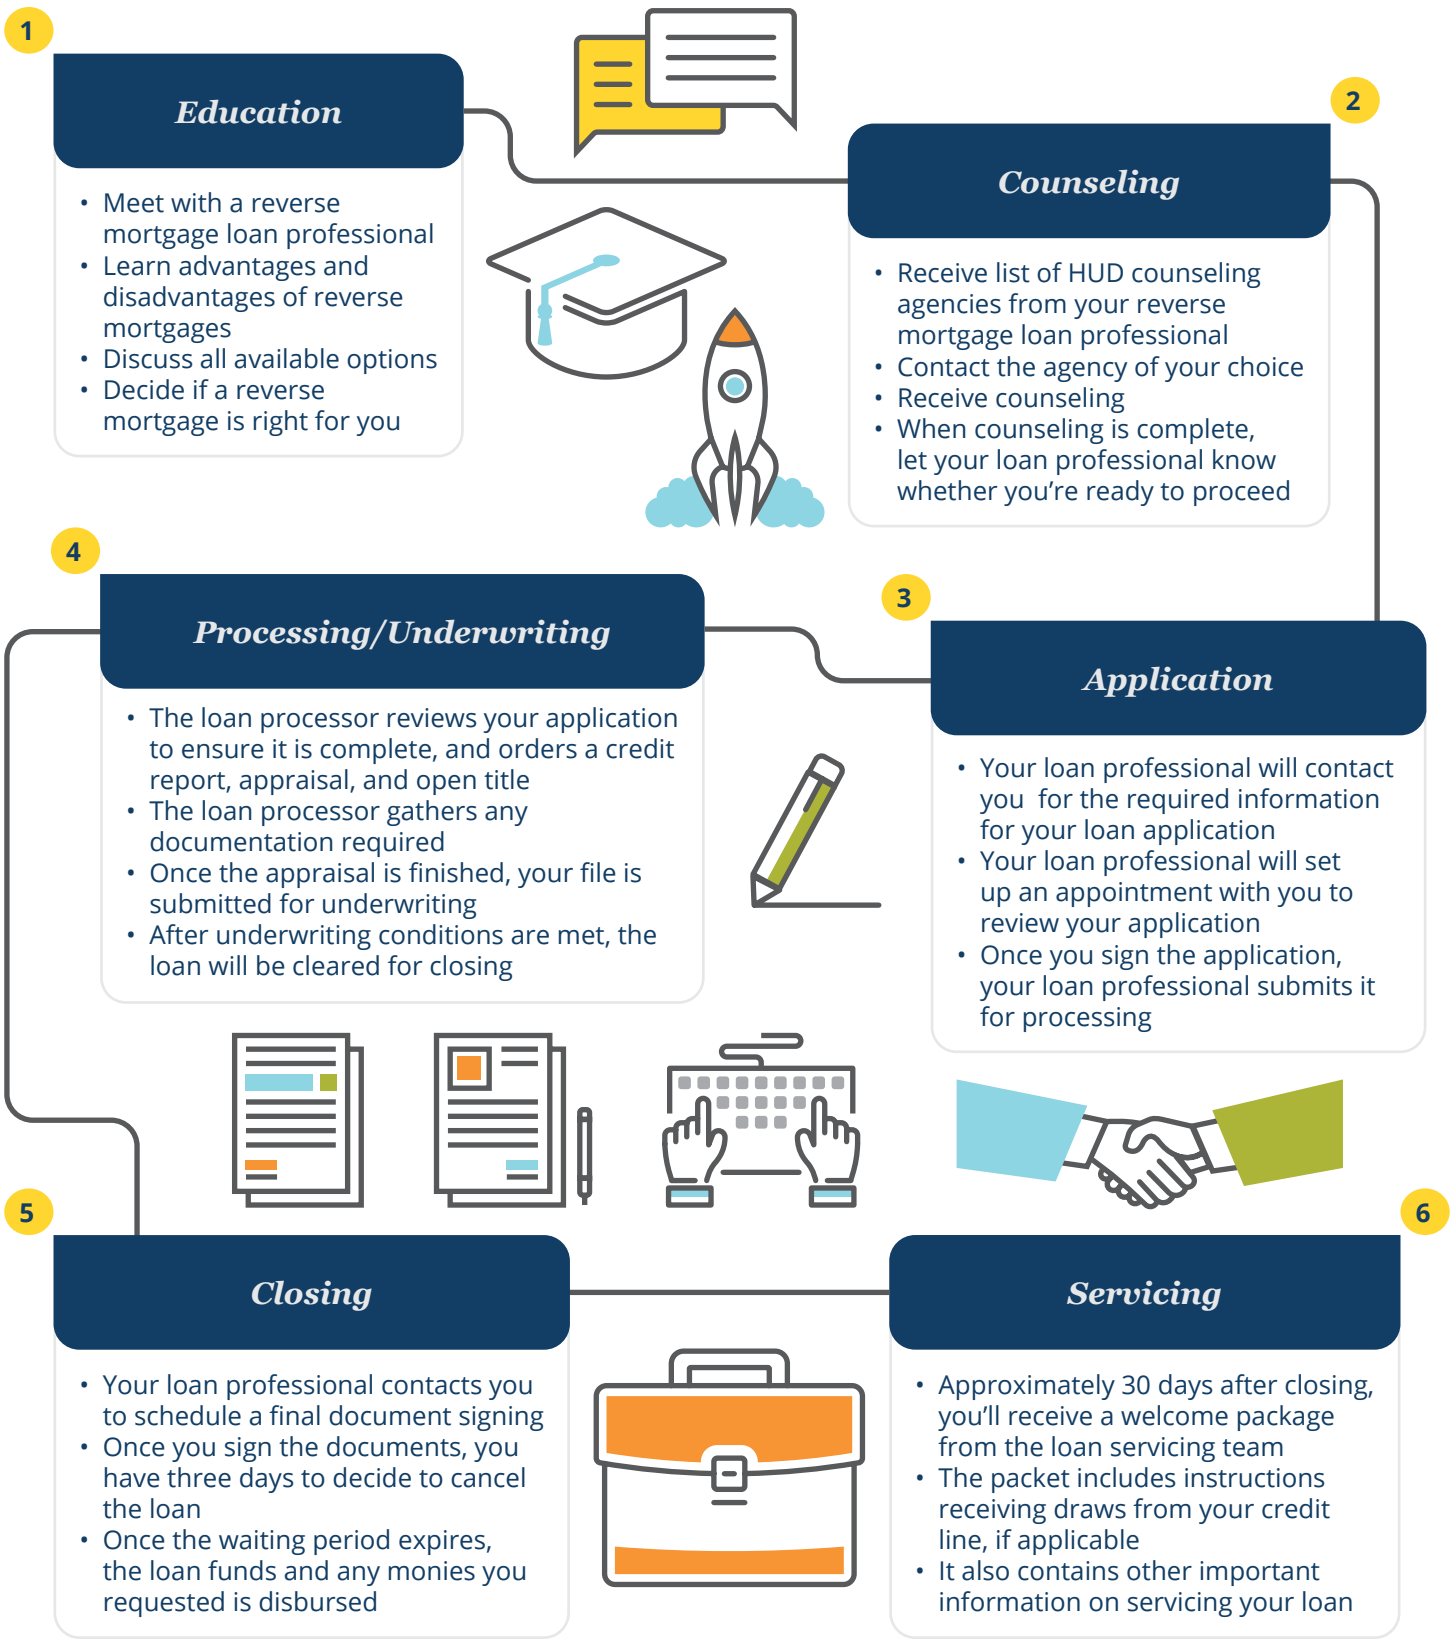 1
Education
• Meet with a reverse
mortgage loan professional
• Learn advantages and
disadvantages of reverse
mortgages
• Discuss all available options
• Decide if a reverse
mortgage is right for you
2
Counseling
• Receive list of HUD counseling
agencies from your reverse
mortgage loan professional
• Contact the agency of your choice
• Receive counseling
• When counseling is complete,
let your loan professional know
whether you’re ready to proceed
3
Application
• Your loan professional will contact
you  for the required information
for your loan application
• Your loan professional will set
up an appointment with you to
review your application
• Once you sign the application,
your loan professional submits it
for processing
4
Processing/Underwriting
• The loan processor reviews your application
to ensure it is complete, and orders a credit
report, appraisal, and open title
• The loan processor gathers any
documentation required
• Once the appraisal is finished, your file is
submitted for underwriting
• After underwriting conditions are met, the
loan will be cleared for closing
5
Closing
• Your loan professional contacts you
to schedule a final document signing
• Once you sign the documents, you
have three days to decide to cancel
the loan
• Once the waiting period expires,
the loan funds and any monies you
requested is disbursed
6
Servicing
• Approximately 30 days after closing,
you’ll receive a welcome package
from the loan servicing team
• The packet includes instructions
receiving draws from your credit
line, if applicable
• It also contains other important
information on servicing your loan